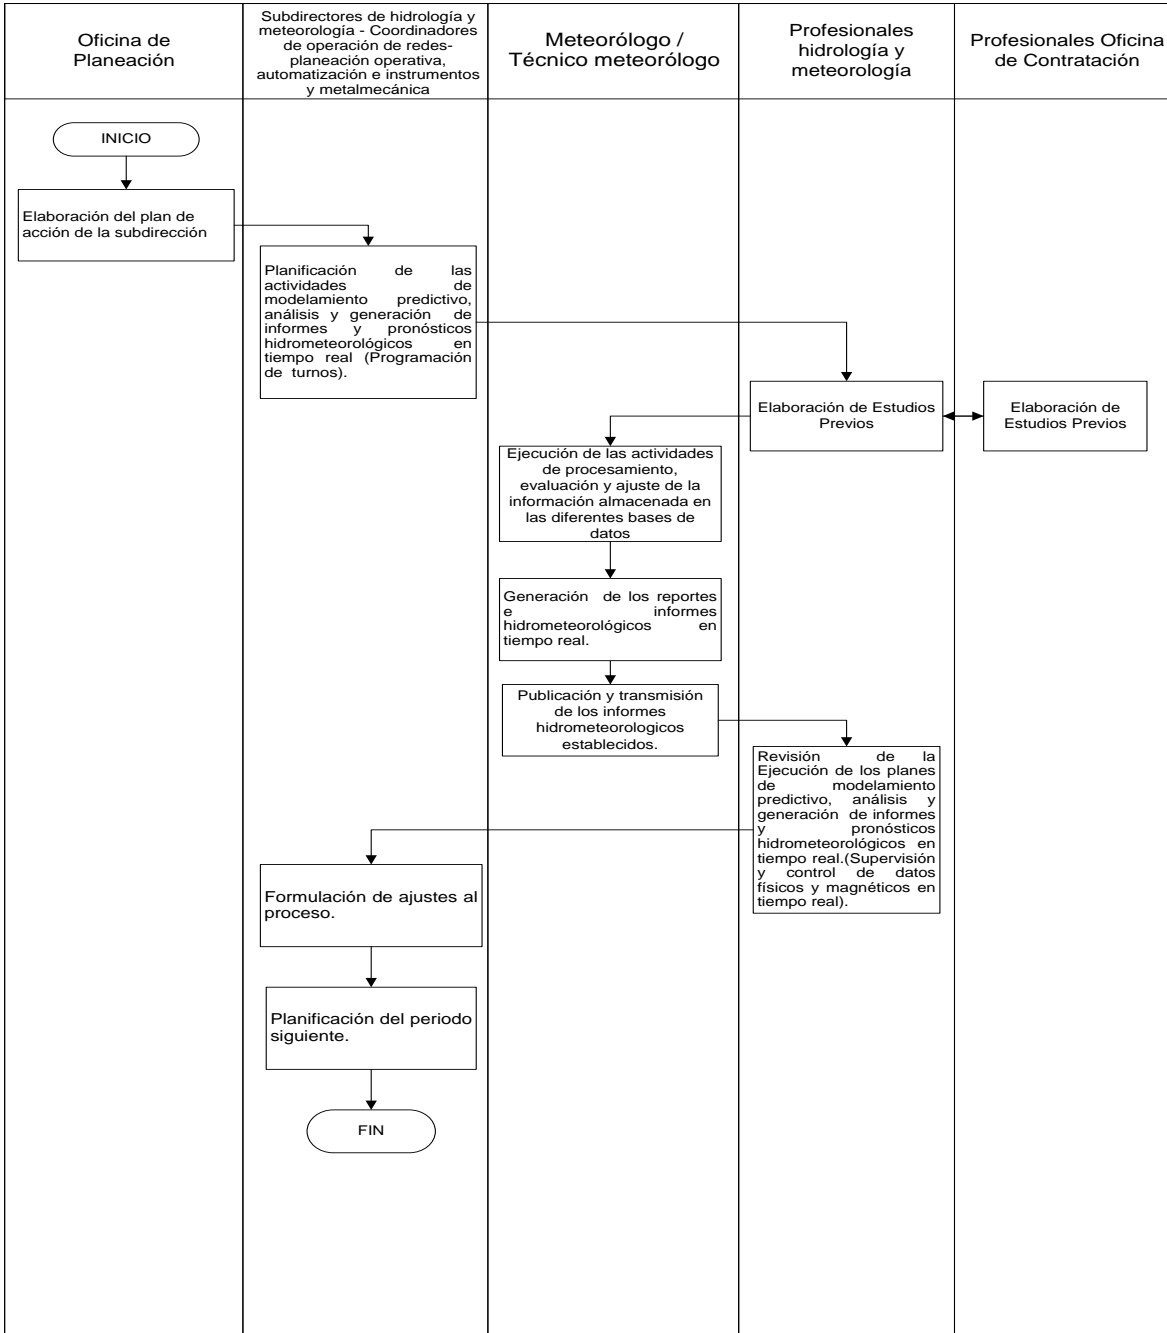 Oficina de
Planeación
Subdirectores de hidrología y
meteorología - Coordinadores
de operación de redes-
planeación operativa,
automatización e instrumentos
y metalmecánica
Meteorólogo /
Técnico meteorólogo
Profesionales
hidrología y
meteorología
Profesionales Oficina
de Contratación
INICIO
Elaboración del plan de
acción de la subdirección
Planificación de las
actividades de
modelamiento predictivo,
análisis y generación de
informes y pronósticos
hidrometeorológicos en
tiempo real (Programación
de turnos).
Elaboración de Estudios
Previos
Elaboración de
Estudios Previos
Ejecución de las actividades
de procesamiento,
evaluación y ajuste de la
información almacenada en
las diferentes bases de
datos
Generación de los reportes
e informes
hidrometeorológicos en
tiempo real.
Publicación y transmisión
de los informes
hidrometeorologicos
establecidos.
Revisión de la
Ejecución de los planes
de modelamiento
predictivo, análisis y
generación de informes
y pronósticos
hidrometeorológicos en
tiempo real.(Supervisión
y control de datos
físicos y magnéticos en
tiempo real).
Formulación de ajustes al
proceso.
Planificación del periodo
siguiente.
FIN